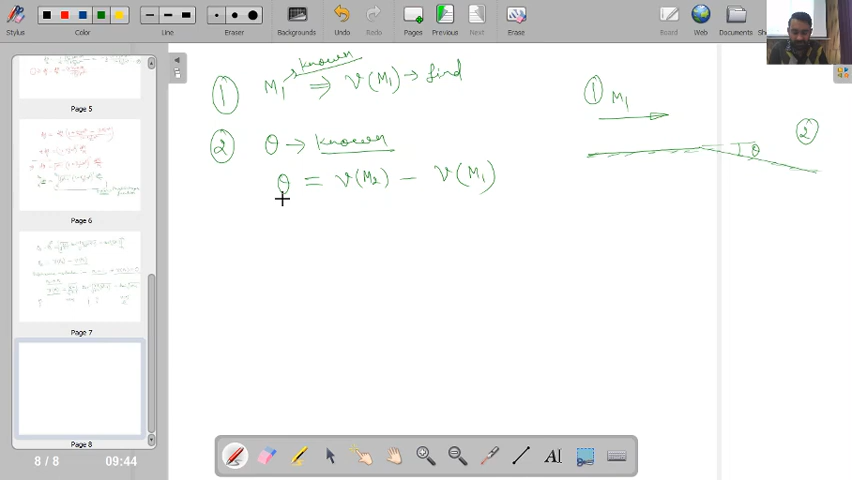 Stylus
Color
Line
Eraser
Backgrounds
Undo
Pages
Previous
Next
Erase
Board
Web
Documents
Page 5
Page 6
Page 7
Page 8
① M₁ → known ⇒ ν(M₁) → find
② θ → known
θ = ν(M₂) − ν(M₁)
① M₁
②
θ
8 / 8 09:44